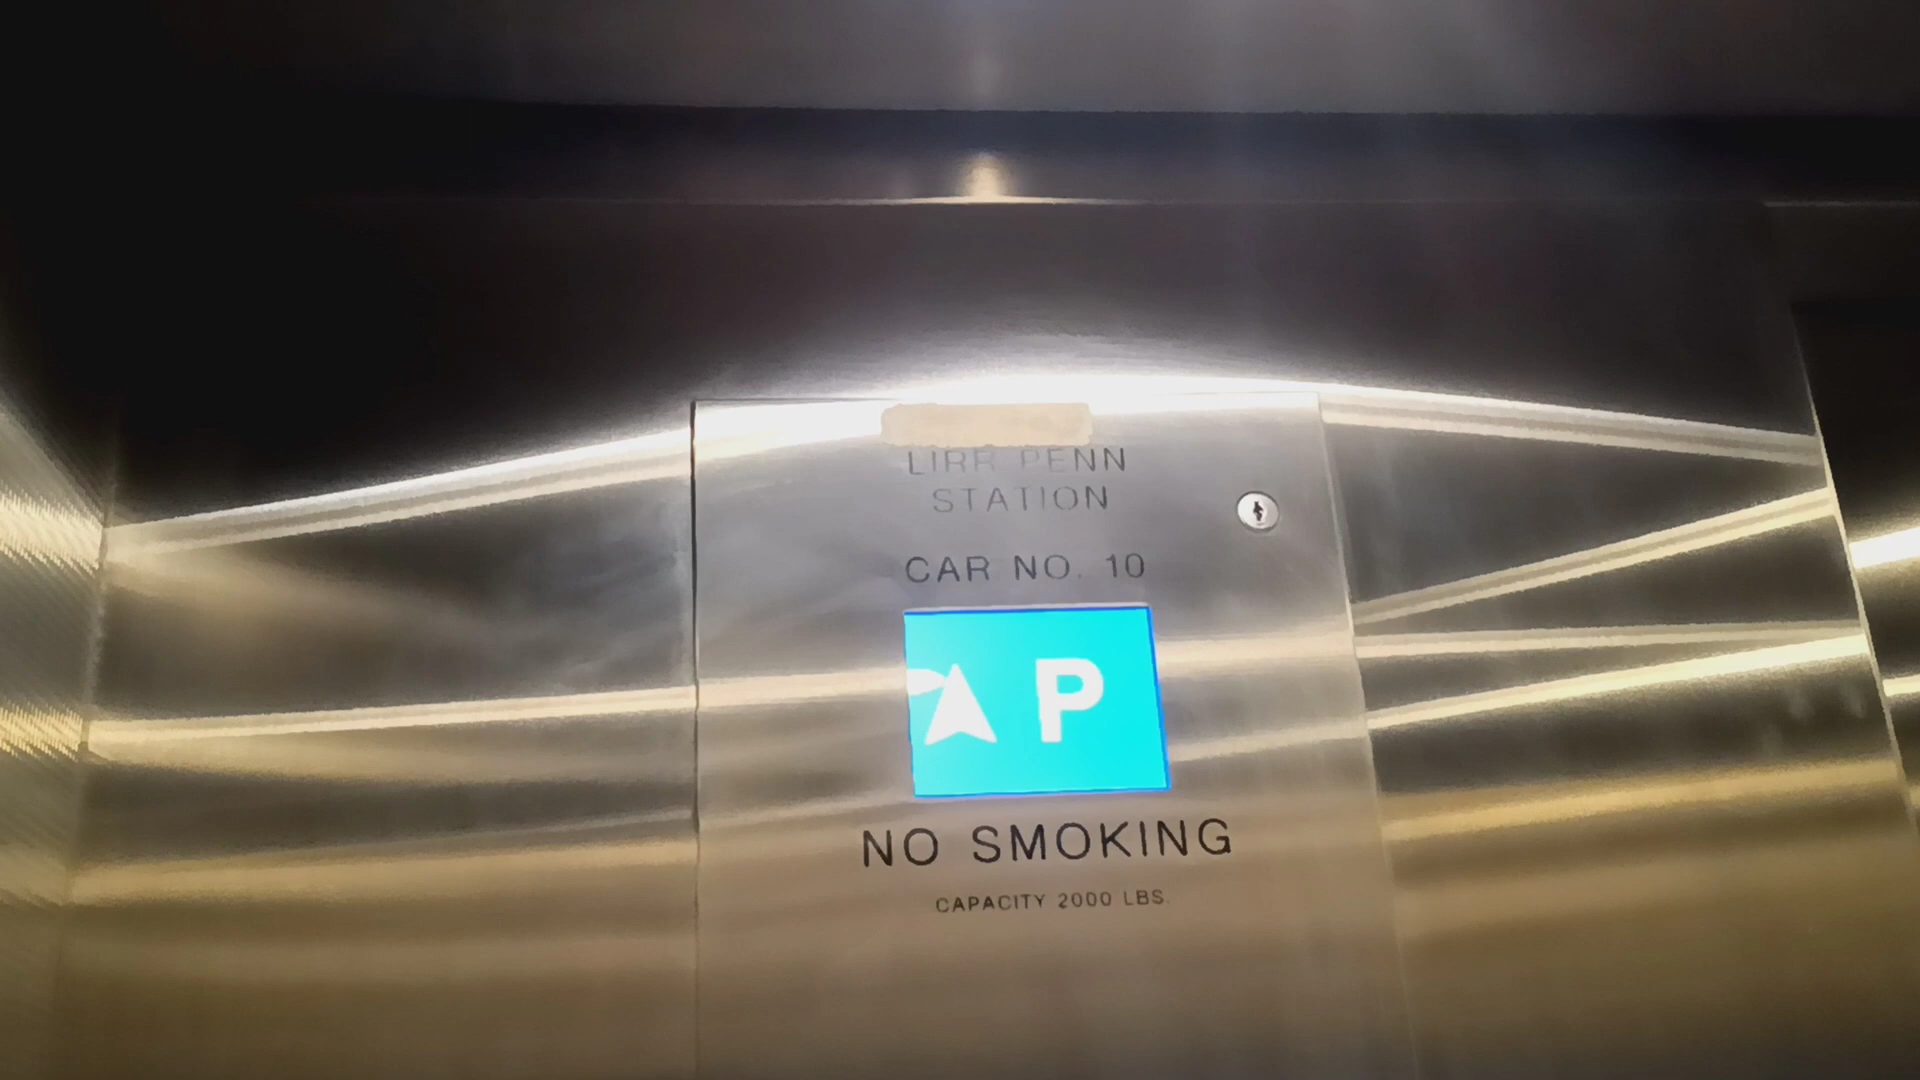 LIRR PENN
STATION
CAR NO. 10
P
NO SMOKING
CAPACITY 2000 LBS.